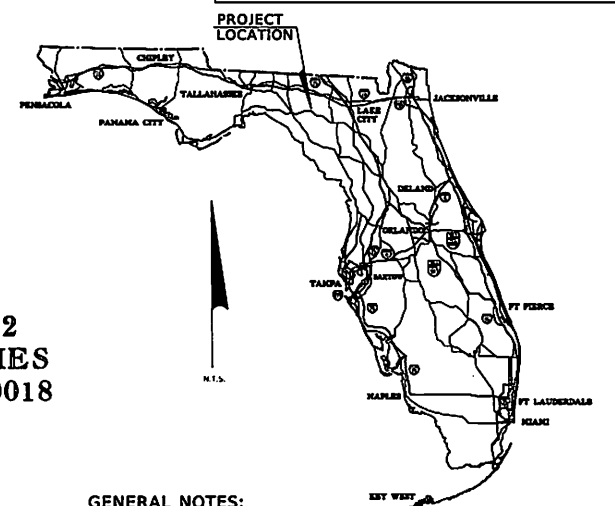 PROJECT
LOCATION
CHIPLEY
PENSACOLA
TALLAHASSEE
PANAMA CITY
LAKE
CITY
JACKSONVILLE
DELAND
ORLANDO
TAMPA
BARTOW
FT PIERCE
2
IES
0018
N.T.S.
NAPLES
FT LAUDERDALE
MIAMI
KEY WEST
GENERAL NOTES: